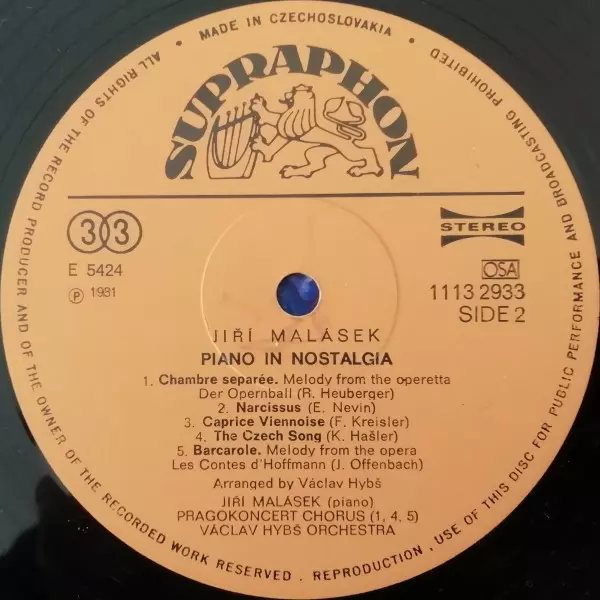 ALL RIGHTS OF THE RECORD PRODUCER AND OF THE OWNER OF THE RECORDED WORK RESERVED . REPRODUCTION, USE OF THIS DISC FOR PUBLIC PERFORMANCE AND BROADCASTING PROHIBITED
• MADE IN CZECHOSLOVAKIA •
SUPRAPHON
33
STEREO
E 5424
OSA
Ⓟ 1981
1113 2933
SIDE 2
JIŘÍ MALÁSEK
PIANO IN NOSTALGIA
1. Chambre separée. Melody from the operetta
Der Opernball (R. Heuberger)
2. Narcissus (E. Nevin)
3. Caprice Viennoise (F. Kreisler)
4. The Czech Song (K. Hašler)
5. Barcarole. Melody from the opera
Les Contes d'Hoffmann (J. Offenbach)
Arranged by Václav Hybš
JIŘÍ MALÁSEK (piano)
PRAGOKONCERT CHORUS (1, 4, 5)
VÁCLAV HYBŠ ORCHESTRA